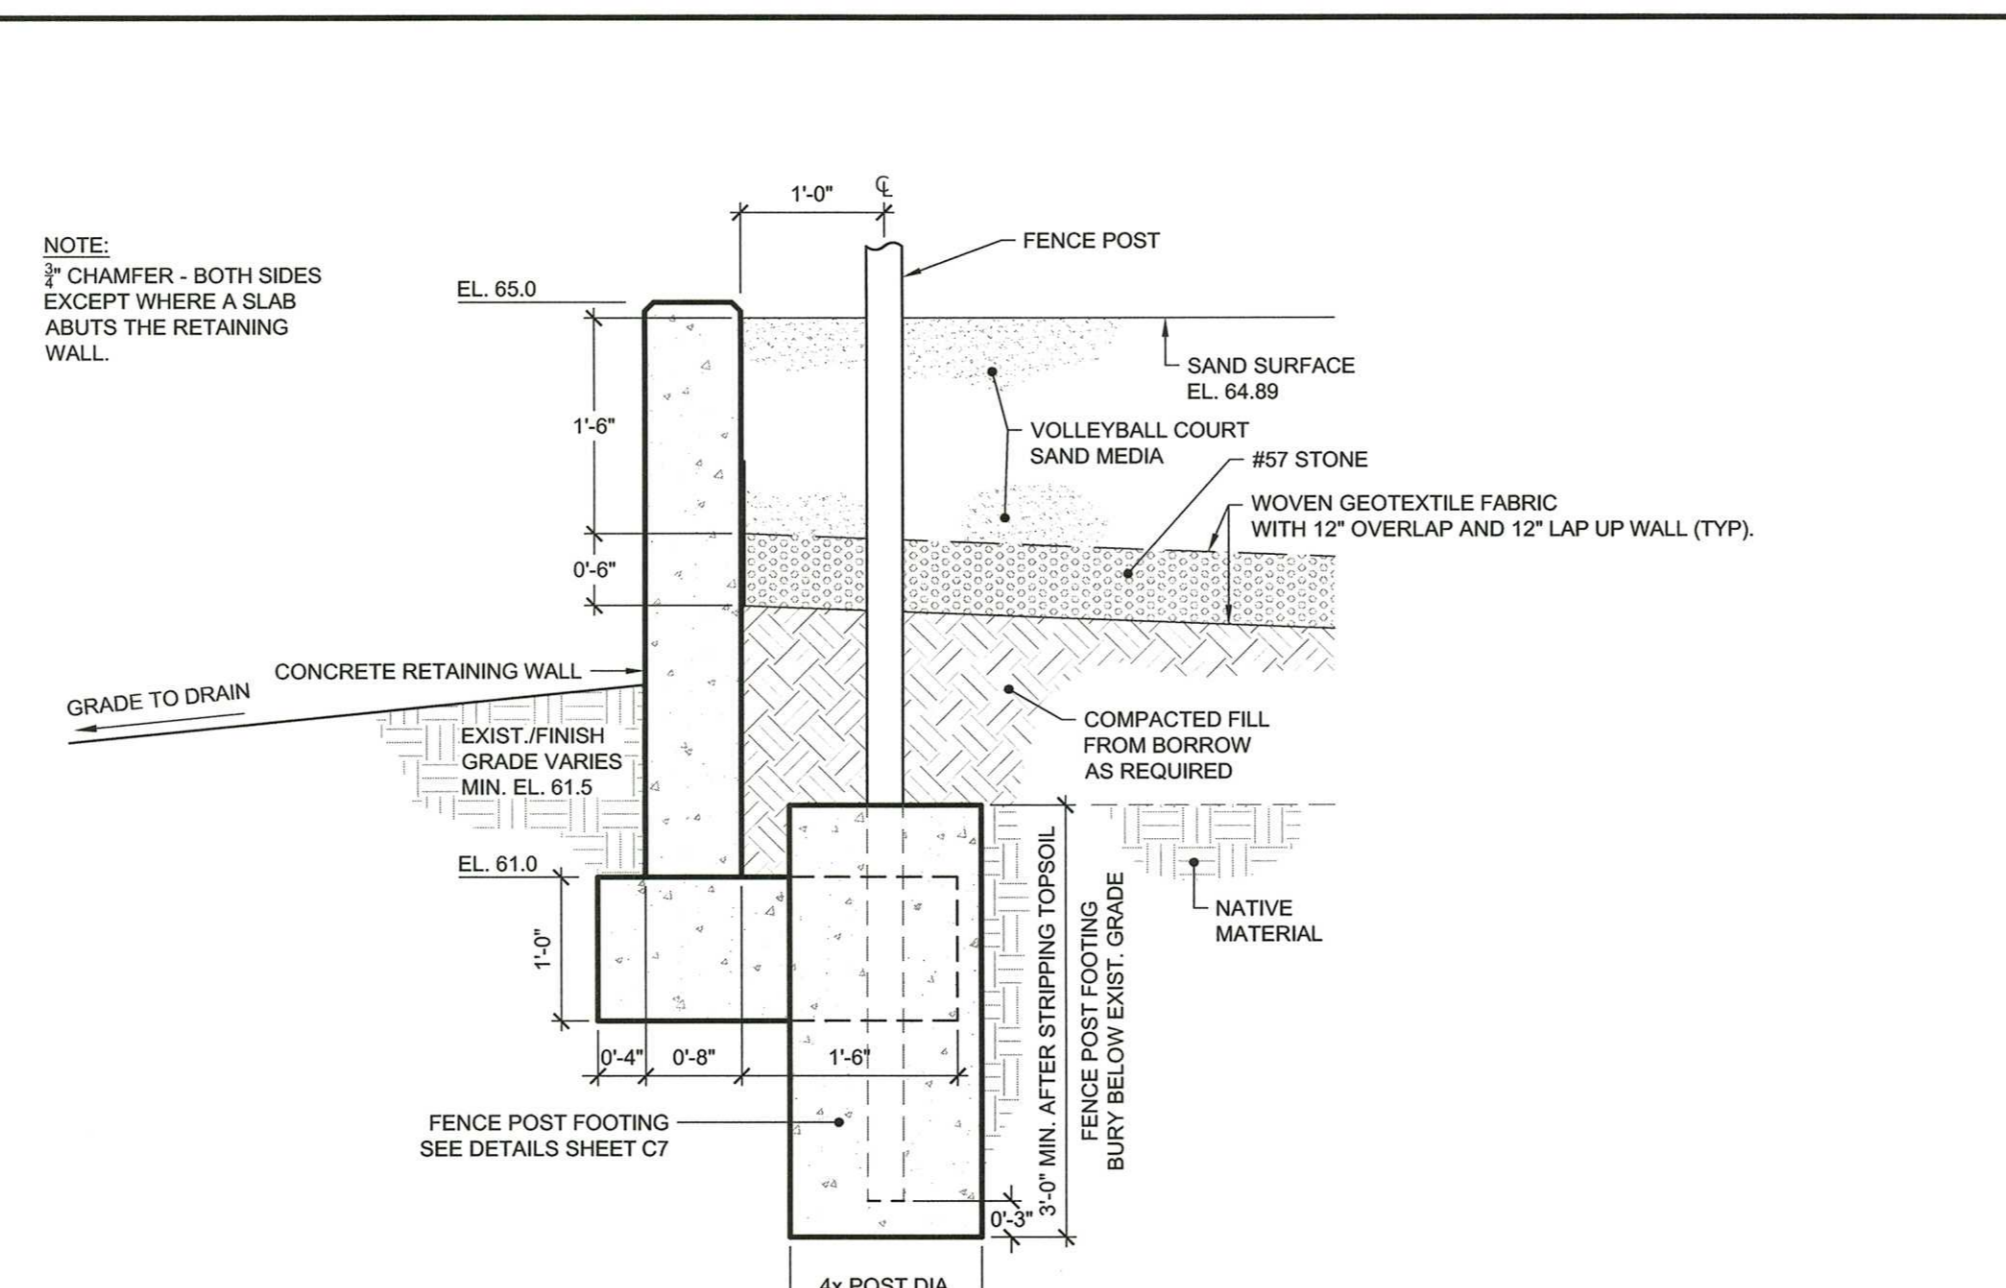 1'-0"
℄
FENCE POST
NOTE:
3/4" CHAMFER - BOTH SIDES
EXCEPT WHERE A SLAB
ABUTS THE RETAINING
WALL.
EL. 65.0
SAND SURFACE
EL. 64.89
1'-6"
VOLLEYBALL COURT
SAND MEDIA
#57 STONE
WOVEN GEOTEXTILE FABRIC
WITH 12" OVERLAP AND 12" LAP UP WALL (TYP).
0'-6"
CONCRETE RETAINING WALL
GRADE TO DRAIN
EXIST./FINISH
GRADE VARIES
MIN. EL. 61.5
COMPACTED FILL
FROM BORROW
AS REQUIRED
EL. 61.0
1'-0"
NATIVE
MATERIAL
3'-0" MIN. AFTER STRIPPING TOPSOIL
FENCE POST FOOTING
BURY BELOW EXIST. GRADE
0'-4"
0'-8"
1'-6"
FENCE POST FOOTING
SEE DETAILS SHEET C7
0'-3"
4x POST DIA